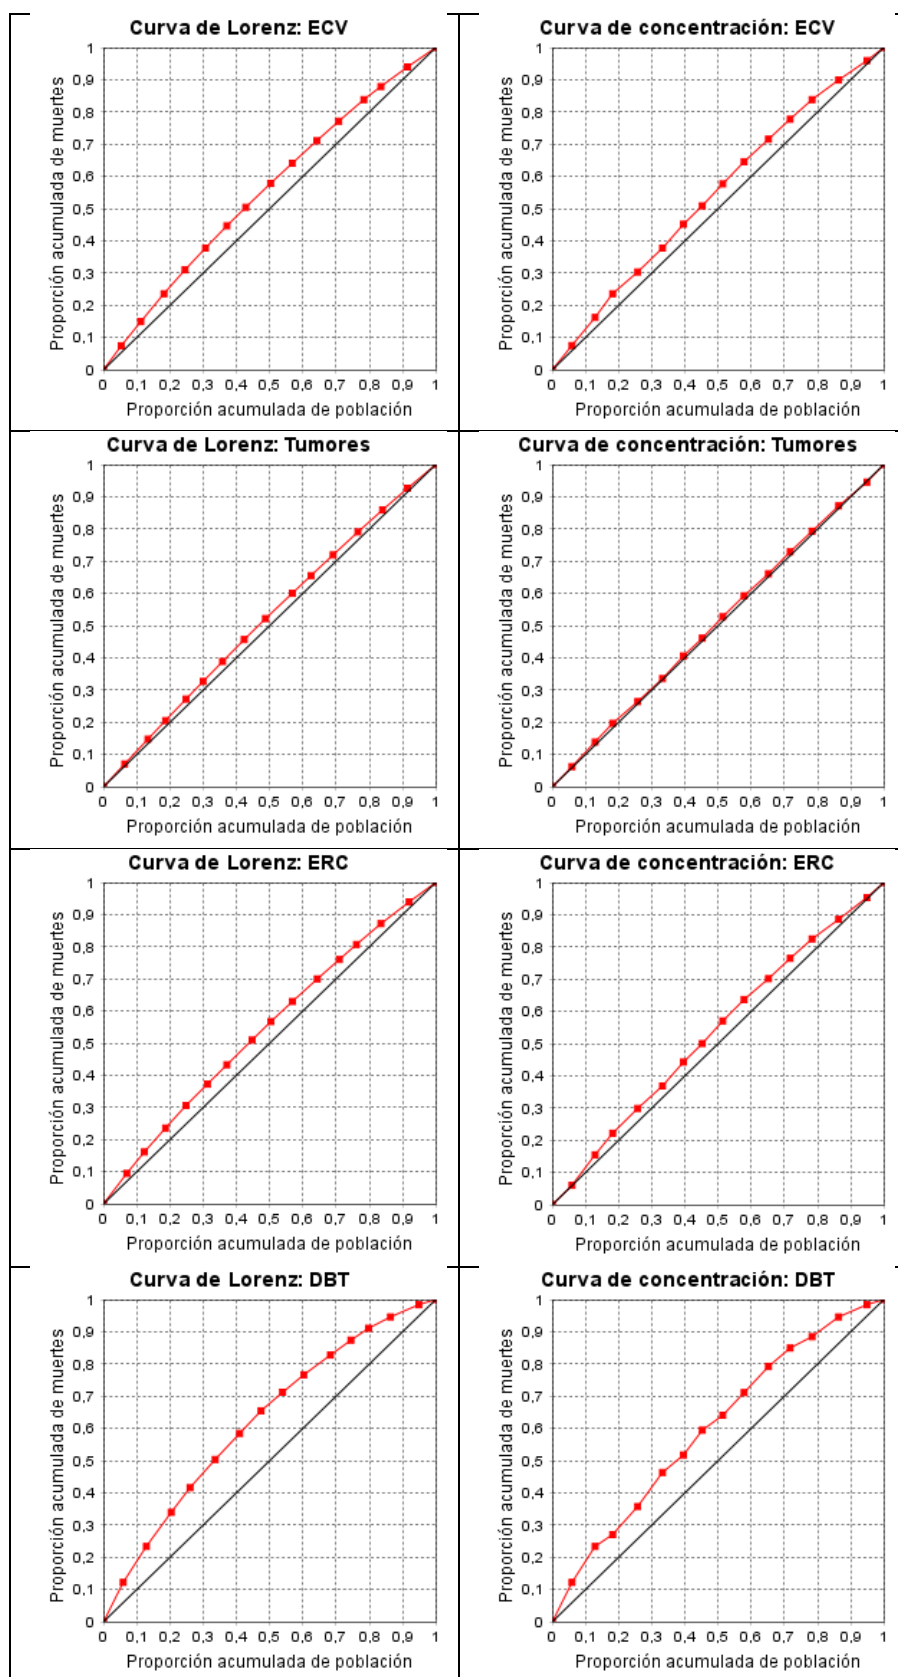 Curva de Lorenz: ECV
1
0,9
0,8
0,7
0,6
0,5
0,4
0,3
0,2
0,1
0
Proporción acumulada de muertes
0 0,1 0,2 0,3 0,4 0,5 0,6 0,7 0,8 0,9 1
Proporción acumulada de población
Curva de concentración: ECV
1
0,9
0,8
0,7
0,6
0,5
0,4
0,3
0,2
0,1
0
Proporción acumulada de muertes
0 0,1 0,2 0,3 0,4 0,5 0,6 0,7 0,8 0,9 1
Proporción acumulada de población
Curva de Lorenz: Tumores
1
0,9
0,8
0,7
0,6
0,5
0,4
0,3
0,2
0,1
0
Proporción acumulada de muertes
0 0,1 0,2 0,3 0,4 0,5 0,6 0,7 0,8 0,9 1
Proporción acumulada de población
Curva de concentración: Tumores
1
0,9
0,8
0,7
0,6
0,5
0,4
0,3
0,2
0,1
0
Proporción acumulada de muertes
0 0,1 0,2 0,3 0,4 0,5 0,6 0,7 0,8 0,9 1
Proporción acumulada de población
Curva de Lorenz: ERC
1
0,9
0,8
0,7
0,6
0,5
0,4
0,3
0,2
0,1
0
Proporción acumulada de muertes
0 0,1 0,2 0,3 0,4 0,5 0,6 0,7 0,8 0,9 1
Proporción acumulada de población
Curva de concentración: ERC
1
0,9
0,8
0,7
0,6
0,5
0,4
0,3
0,2
0,1
0
Proporción acumulada de muertes
0 0,1 0,2 0,3 0,4 0,5 0,6 0,7 0,8 0,9 1
Proporción acumulada de población
Curva de Lorenz: DBT
1
0,9
0,8
0,7
0,6
0,5
0,4
0,3
0,2
0,1
0
Proporción acumulada de muertes
0 0,1 0,2 0,3 0,4 0,5 0,6 0,7 0,8 0,9 1
Proporción acumulada de población
Curva de concentración: DBT
1
0,9
0,8
0,7
0,6
0,5
0,4
0,3
0,2
0,1
0
Proporción acumulada de muertes
0 0,1 0,2 0,3 0,4 0,5 0,6 0,7 0,8 0,9 1
Proporción acumulada de población